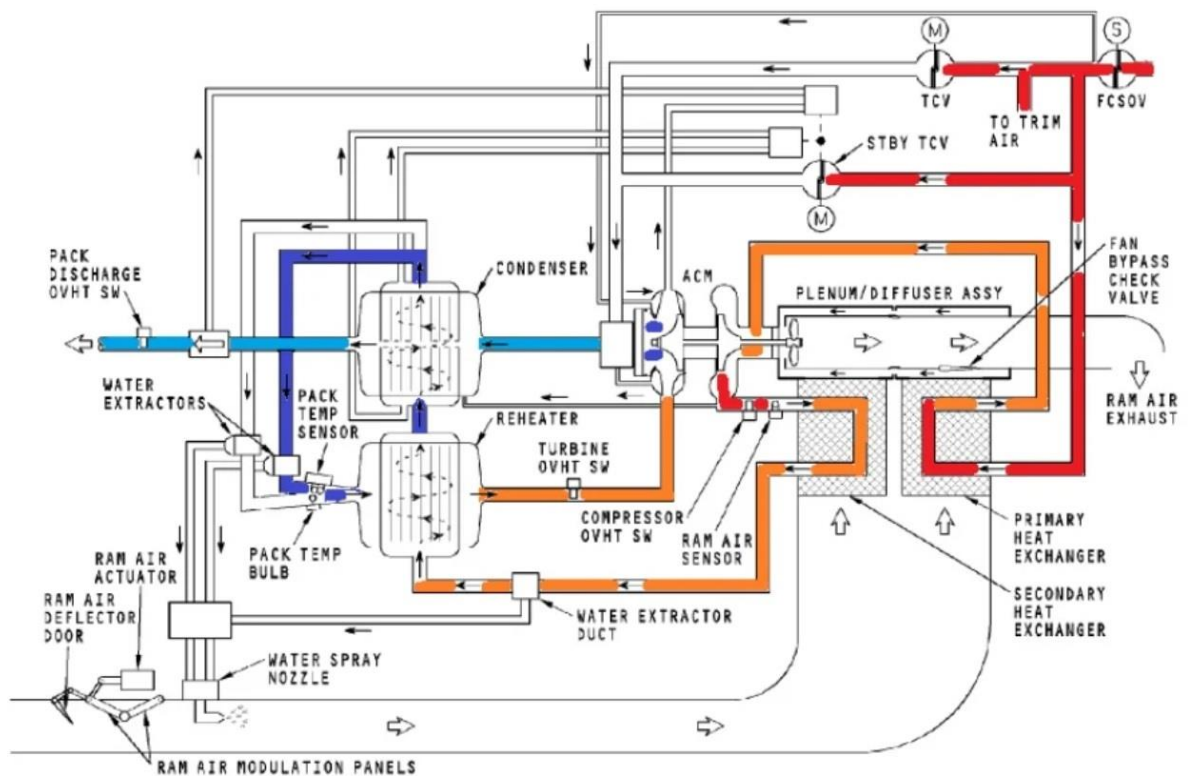 M
S
TCV
FCSOV
TO TRIM
AIR
STBY TCV
M
PACK
DISCHARGE
OVHT SW
CONDENSER
ACM
FAN
BYPASS
CHECK
VALVE
PLENUM/DIFFUSER ASSY
WATER
EXTRACTORS
PACK
TEMP
SENSOR
REHEATER
RAM AIR
EXHAUST
TURBINE
OVHT SW
COMPRESSOR
OVHT SW
RAM AIR
SENSOR
PRIMARY
HEAT
EXCHANGER
PACK TEMP
BULB
RAM AIR
ACTUATOR
RAM AIR
DEFLECTOR
DOOR
SECONDARY
HEAT
EXCHANGER
WATER EXTRACTOR
DUCT
WATER SPRAY
NOZZLE
RAM AIR MODULATION PANELS